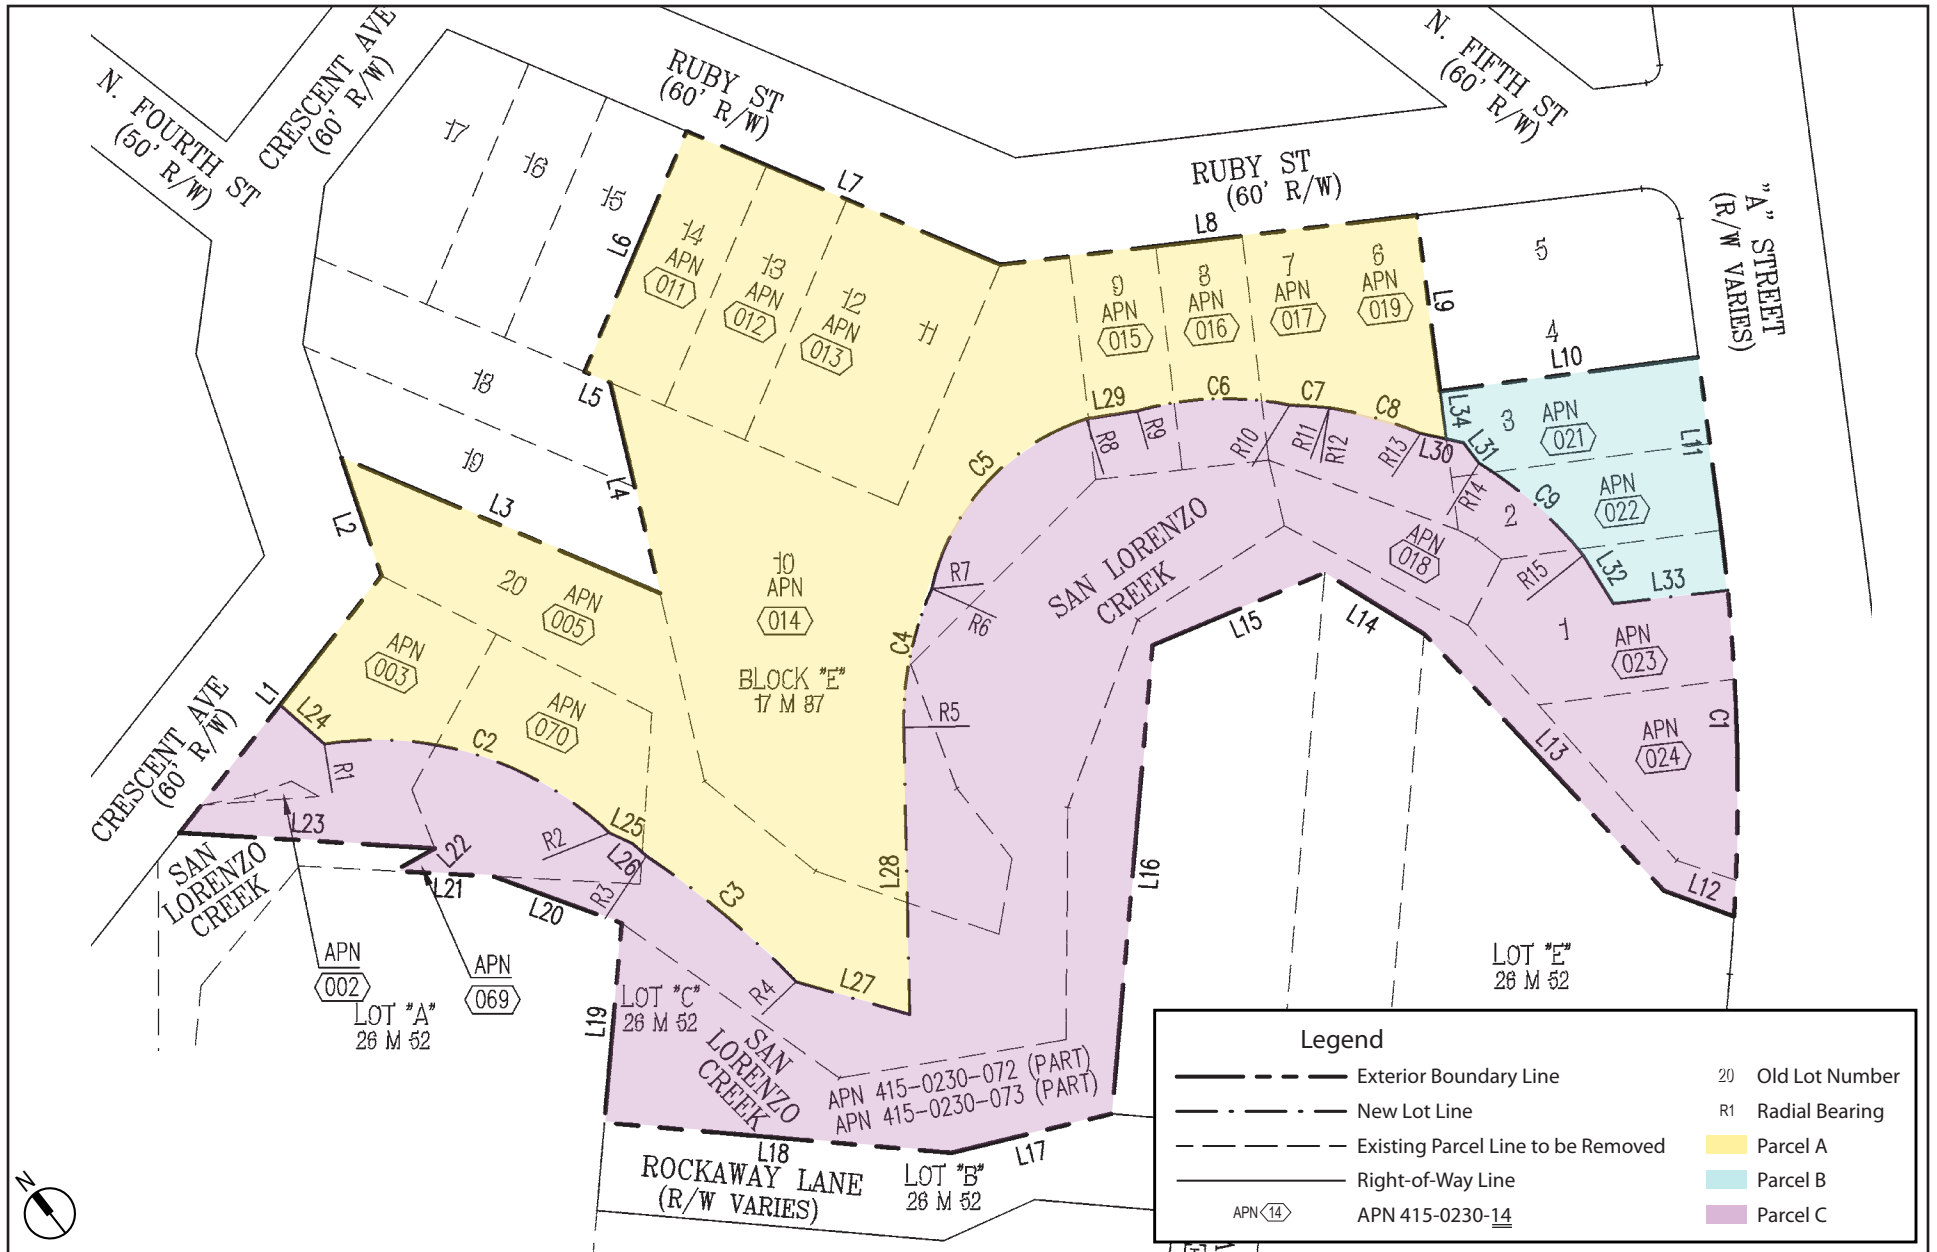 N. FOURTH ST
(50' R/W)
CRESCENT AVE
(60' R/W)
RUBY ST
(60' R/W)
N. FIFTH ST
(60' R/W)
RUBY ST
(60' R/W)
"A" STREET
(R/W VARIES)
17
16
15
L6
14
APN
011
L7
13
APN
012
12
APN
013
11
L8
9
APN
015
8
APN
016
7
APN
017
6
APN
019
L9
5
4
L10
18
L5
19
L4
L3
L2
L29
C6
C7
C8
L34
3
APN
021
L11
R8
R9
R10
R11
R12
R13
L30
L31
C5
R14
C9
APN
022
2
20
APN
005
10
APN
014
R7
R6
SAN LORENZO
CREEK
APN
018
R15
L32
L33
C4
L15
L14
1
APN
023
APN
003
BLOCK "E"
17 M 87
L1
L24
APN
070
R5
C1
CRESCENT AVE
(60' R/W)
C2
R1
L13
APN
024
L23
L25
R2
L22
L26
R3
L28
L16
L12
SAN
LORENZO
CREEK
L21
L20
C3
APN
002
APN
069
LOT "A"
26 M 52
L19
LOT "C"
26 M 52
R4
L27
LOT "E"
26 M 52
SAN
LORENZO
CREEK
APN 415-0230-072 (PART)
APN 415-0230-073 (PART)
L18
L17
ROCKAWAY LANE
(R/W VARIES)
LOT "B"
26 M 52
N
Legend
Exterior Boundary Line
New Lot Line
Existing Parcel Line to be Removed
Right-of-Way Line
APN 14 APN 415-0230-14
20 Old Lot Number
R1 Radial Bearing
Parcel A
Parcel B
Parcel C